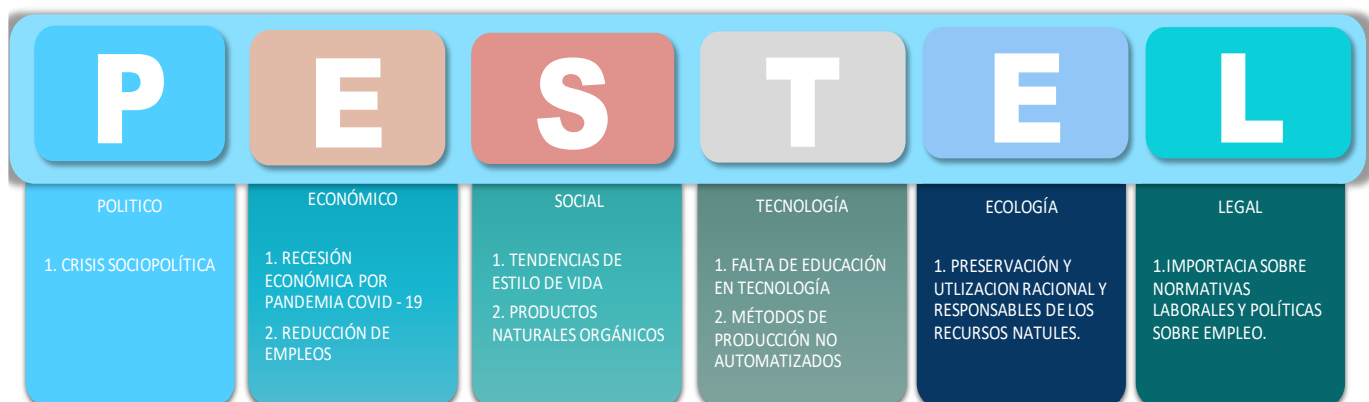 P
E
S
T
E
L
POLITICO
1. CRISIS SOCIOPOLÍTICA
ECONÓMICO
1. RECESIÓN
ECONÓMICA POR
PANDEMIA COVID - 19
2. REDUCCIÓN DE
EMPLEOS
SOCIAL
1. TENDENCIAS DE
ESTILO DE VIDA
2. PRODUCTOS
NATURALES ORGÁNICOS
TECNOLOGÍA
1. FALTA DE EDUCACIÓN
EN TECNOLOGÍA
2. MÉTODOS DE
PRODUCCIÓN NO
AUTOMATIZADOS
ECOLOGÍA
1. PRESERVACIÓN Y
UTLIZACION RACIONAL Y
RESPONSABLES DE LOS
RECURSOS NATULES.
LEGAL
1.IMPORTACIA SOBRE
NORMATIVAS
LABORALES Y POLÍTICAS
SOBRE EMPLEO.